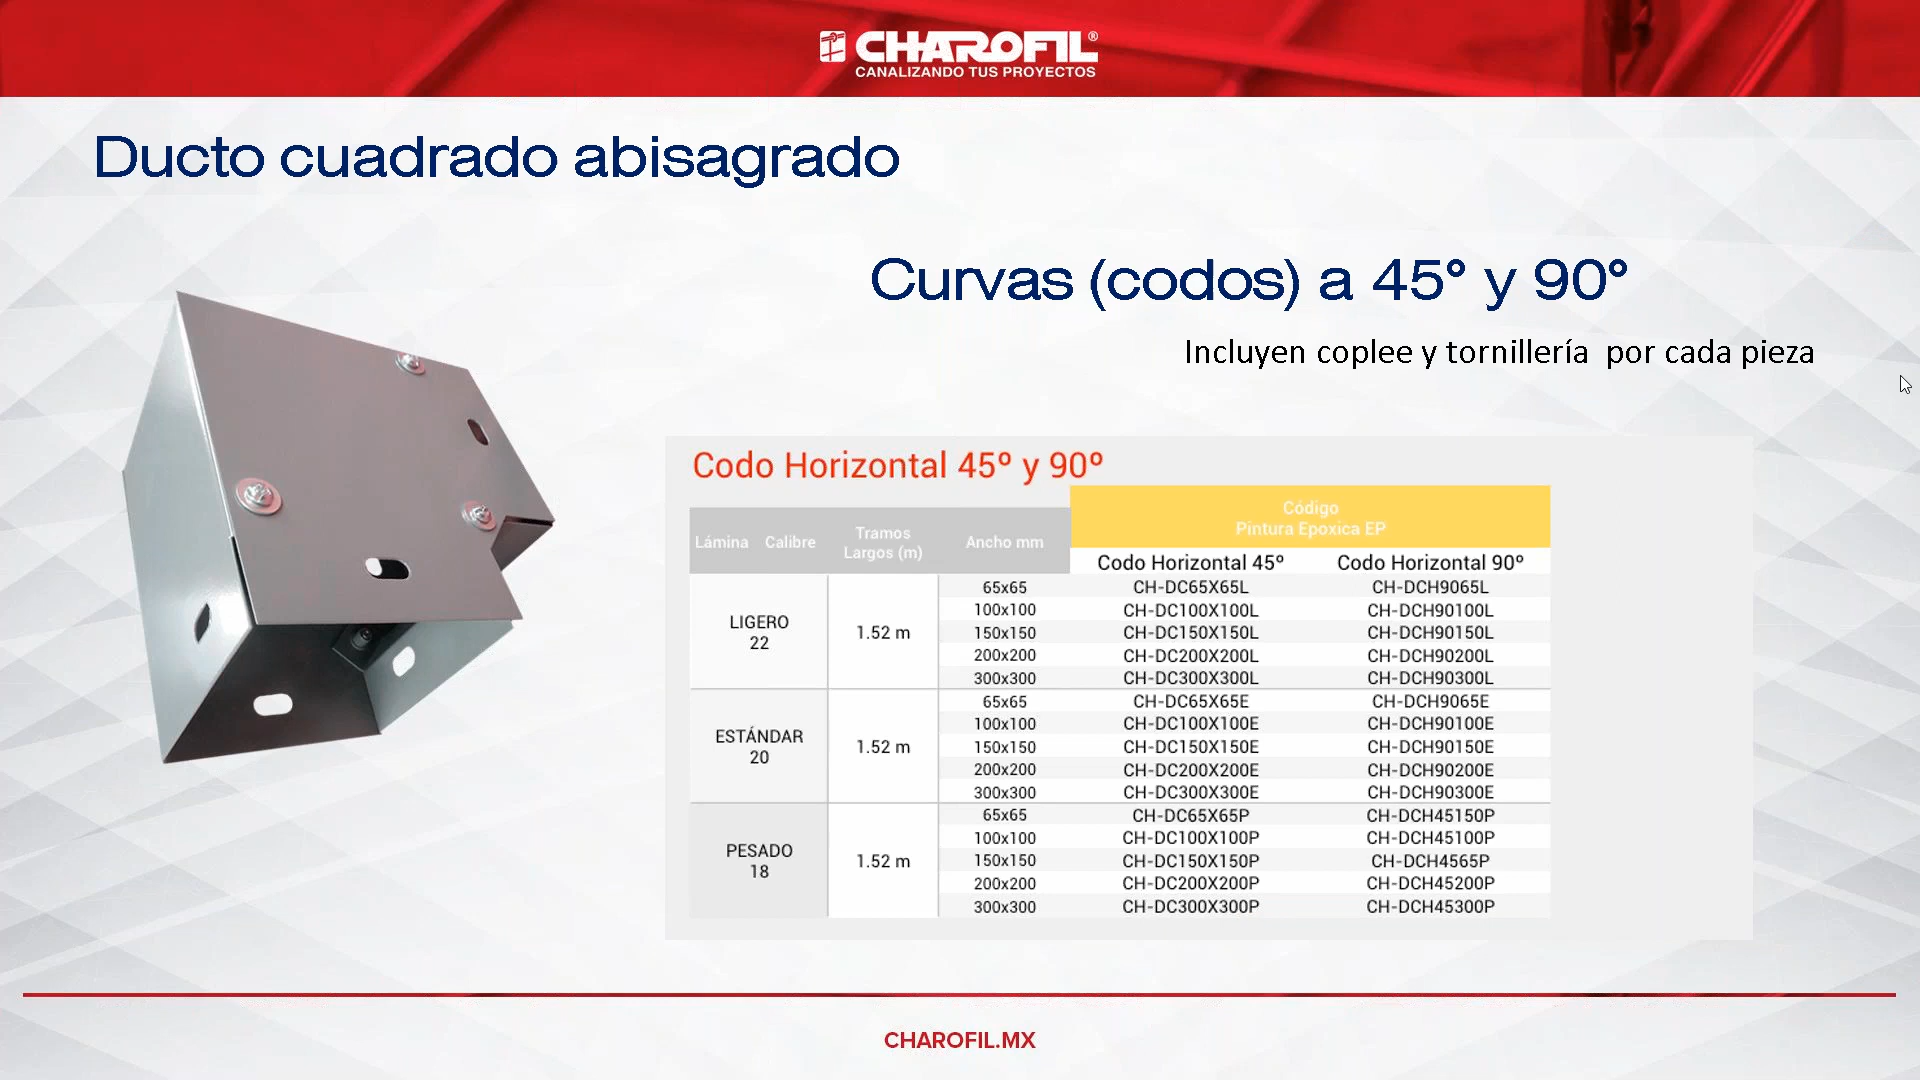 CHAROFIL®
CANALIZANDO TUS PROYECTOS
Ducto cuadrado abisagrado
Curvas (codos) a 45° y 90°
Incluyen coplee y tornillería por cada pieza
Codo Horizontal 45º y 90º
Lámina Calibre Tramos Largos (m) Ancho mm Código Pintura Epoxica EP
Codo Horizontal 45º Codo Horizontal 90º
LIGERO 22 1.52 m
65x65 CH-DC65X65L CH-DCH9065L
100x100 CH-DC100X100L CH-DCH90100L
150x150 CH-DC150X150L CH-DCH90150L
200x200 CH-DC200X200L CH-DCH90200L
300x300 CH-DC300X300L CH-DCH90300L
ESTÁNDAR 20 1.52 m
65x65 CH-DC65X65E CH-DCH9065E
100x100 CH-DC100X100E CH-DCH90100E
150x150 CH-DC150X150E CH-DCH90150E
200x200 CH-DC200X200E CH-DCH90200E
300x300 CH-DC300X300E CH-DCH90300E
PESADO 18 1.52 m
65x65 CH-DC65X65P CH-DCH45150P
100x100 CH-DC100X100P CH-DCH45100P
150x150 CH-DC150X150P CH-DCH4565P
200x200 CH-DC200X200P CH-DCH45200P
300x300 CH-DC300X300P CH-DCH45300P
CHAROFIL.MX